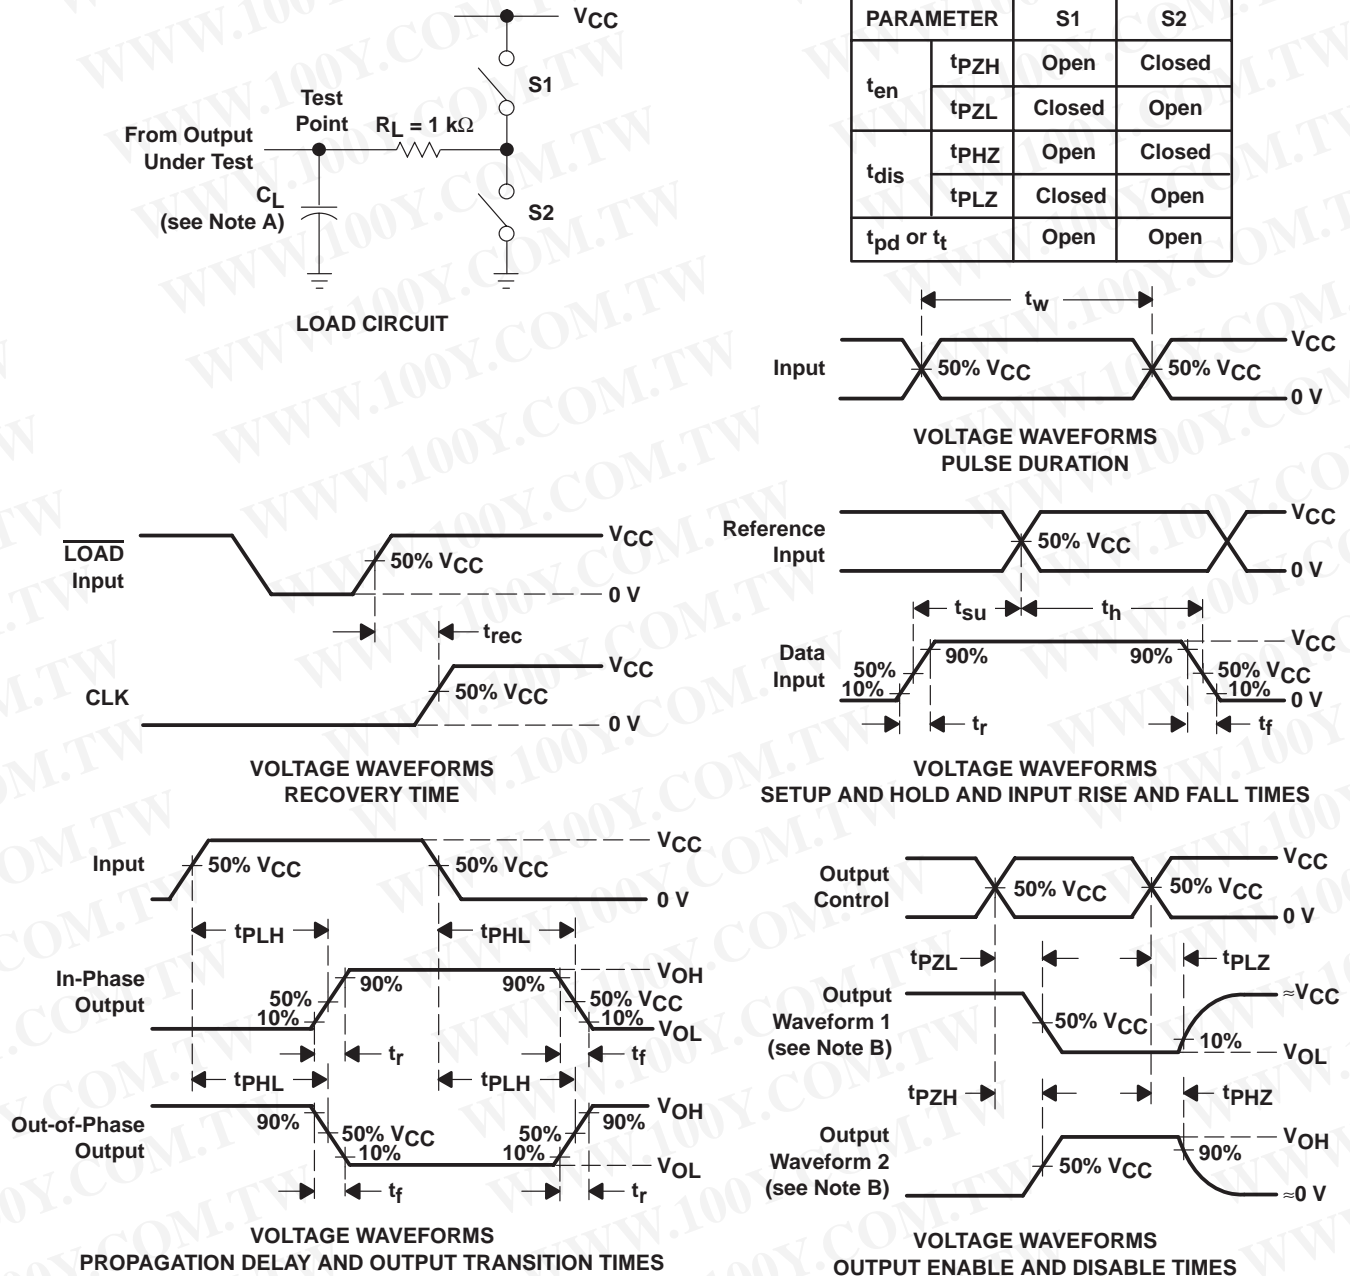 VCC
S1
Test
Point
RL = 1 kΩ
From Output
Under Test
CL
(see Note A)
S2
LOAD CIRCUIT
PARAMETER S1 S2
ten tPZH Open Closed
tPZL Closed Open
tdis tPHZ Open Closed
tPLZ Closed Open
tpd or tt Open Open
tw
Input
50% VCC
50% VCC
VCC
0 V
VOLTAGE WAVEFORMS
PULSE DURATION
LOAD
Input
50% VCC
VCC
0 V
trec
CLK
50% VCC
VCC
0 V
VOLTAGE WAVEFORMS
RECOVERY TIME
Reference
Input
50% VCC
VCC
0 V
tsu
th
Data
Input
50%
10%
90%
90%
50% VCC
10%
VCC
0 V
tr
tf
VOLTAGE WAVEFORMS
SETUP AND HOLD AND INPUT RISE AND FALL TIMES
Input
50% VCC
50% VCC
VCC
0 V
tPLH
tPHL
In-Phase
Output
50%
10%
90%
90%
50% VCC
10%
VOH
VOL
tr
tf
tPHL
tPLH
Out-of-Phase
Output
90%
50% VCC
10%
50%
10%
90%
VOH
VOL
tf
tr
VOLTAGE WAVEFORMS
PROPAGATION DELAY AND OUTPUT TRANSITION TIMES
Output
Control
50% VCC
50% VCC
VCC
0 V
tPZL
tPLZ
Output
Waveform 1
(see Note B)
50% VCC
10%
≈VCC
VOL
tPZH
tPHZ
Output
Waveform 2
(see Note B)
50% VCC
90%
VOH
≈0 V
VOLTAGE WAVEFORMS
OUTPUT ENABLE AND DISABLE TIMES
WWW.100Y.COM.TW